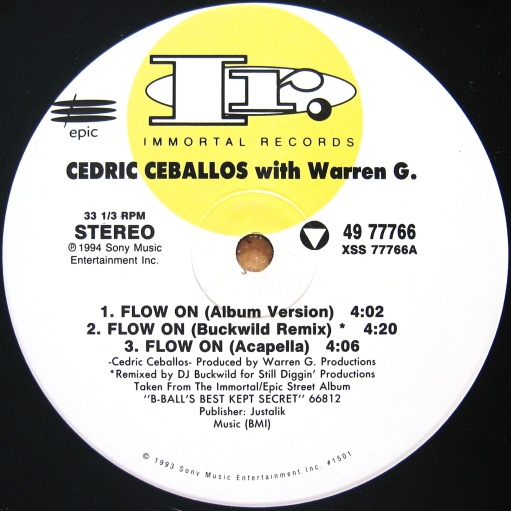 Ir.
epic
IMMORTAL RECORDS
CEDRIC CEBALLOS with Warren G.
33 1/3 RPM
STEREO
℗ 1994 Sony Music
Entertainment Inc.
49 77766
XSS 77766A
1. FLOW ON (Album Version) 4:02
2. FLOW ON (Buckwild Remix) * 4:20
3. FLOW ON (Acapella) 4:06
-Cedric Ceballos- Produced by Warren G. Productions
*Remixed by DJ Buckwild for Still Diggin' Productions
Taken From The Immortal/Epic Street Album
"B-BALL'S BEST KEPT SECRET" 66812
Publisher: Justalik
Music (BMI)
© 1993 Sony Music Entertainment Inc. #1501